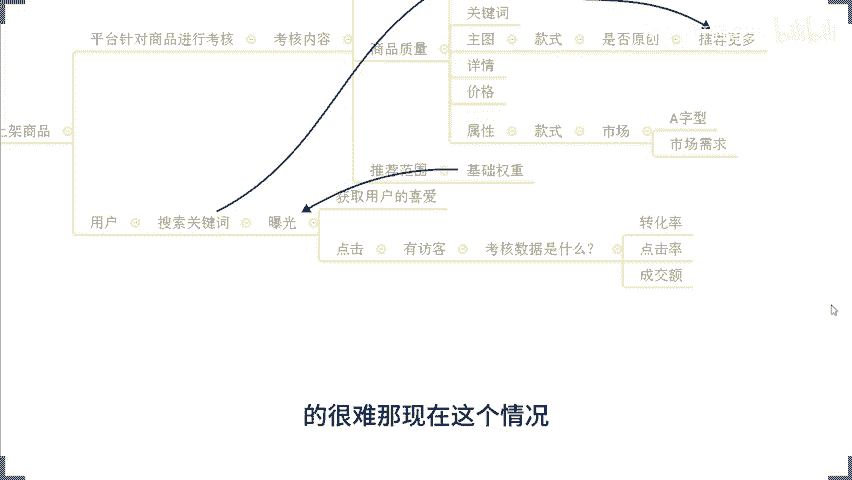 关键词
平台针对商品进行考核 考核内容 商品质量 主图 款式 是否原创 推荐更多
详情
价格
上架商品 属性 款式 市场 A字型
市场需求
推荐范围 基础权重
获取用户的喜爱
用户 搜索关键词 曝光 转化率
点击 有访客 考核数据是什么? 点击率
成交额
的很难那现在这个情况